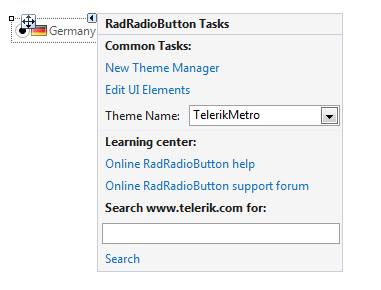 Germany
RadRadioButton Tasks
Common Tasks:
New Theme Manager
Edit UI Elements
Theme Name: TelerikMetro
Learning center:
Online RadRadioButton help
Online RadRadioButton support forum
Search www.telerik.com for:
Search